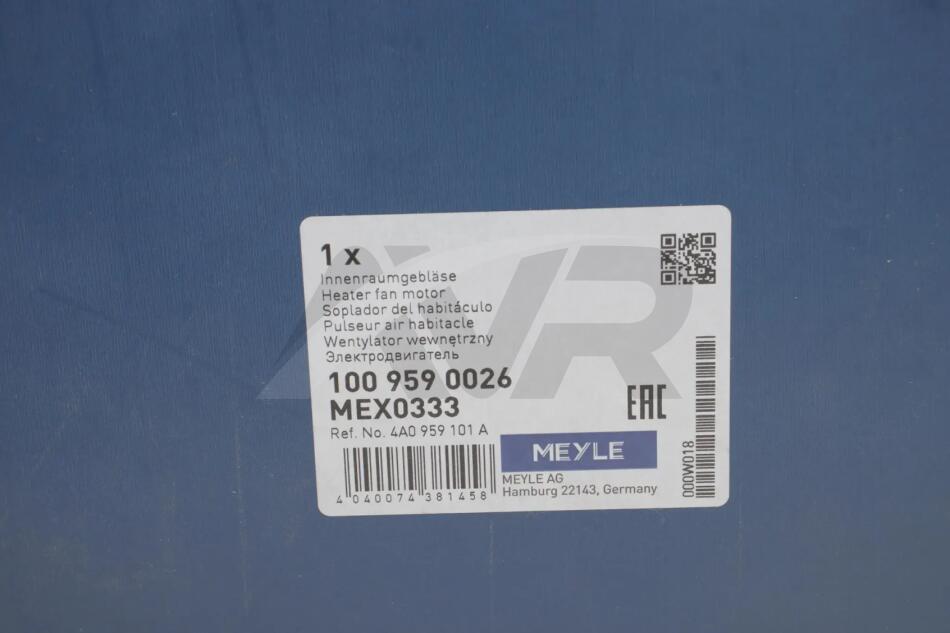 1 x
Innenraumgebläse
Heater fan motor
Soplador del habitáculo
Pulseur air habitacle
Wentylator wewnętrzny
Электродвигатель
100 959 0026
MEX0333
Ref. No. 4A0 959 101 A
EAC
MEYLE
MEYLE AG
Hamburg 22143, Germany
4 040074 381458
000W018
AVR